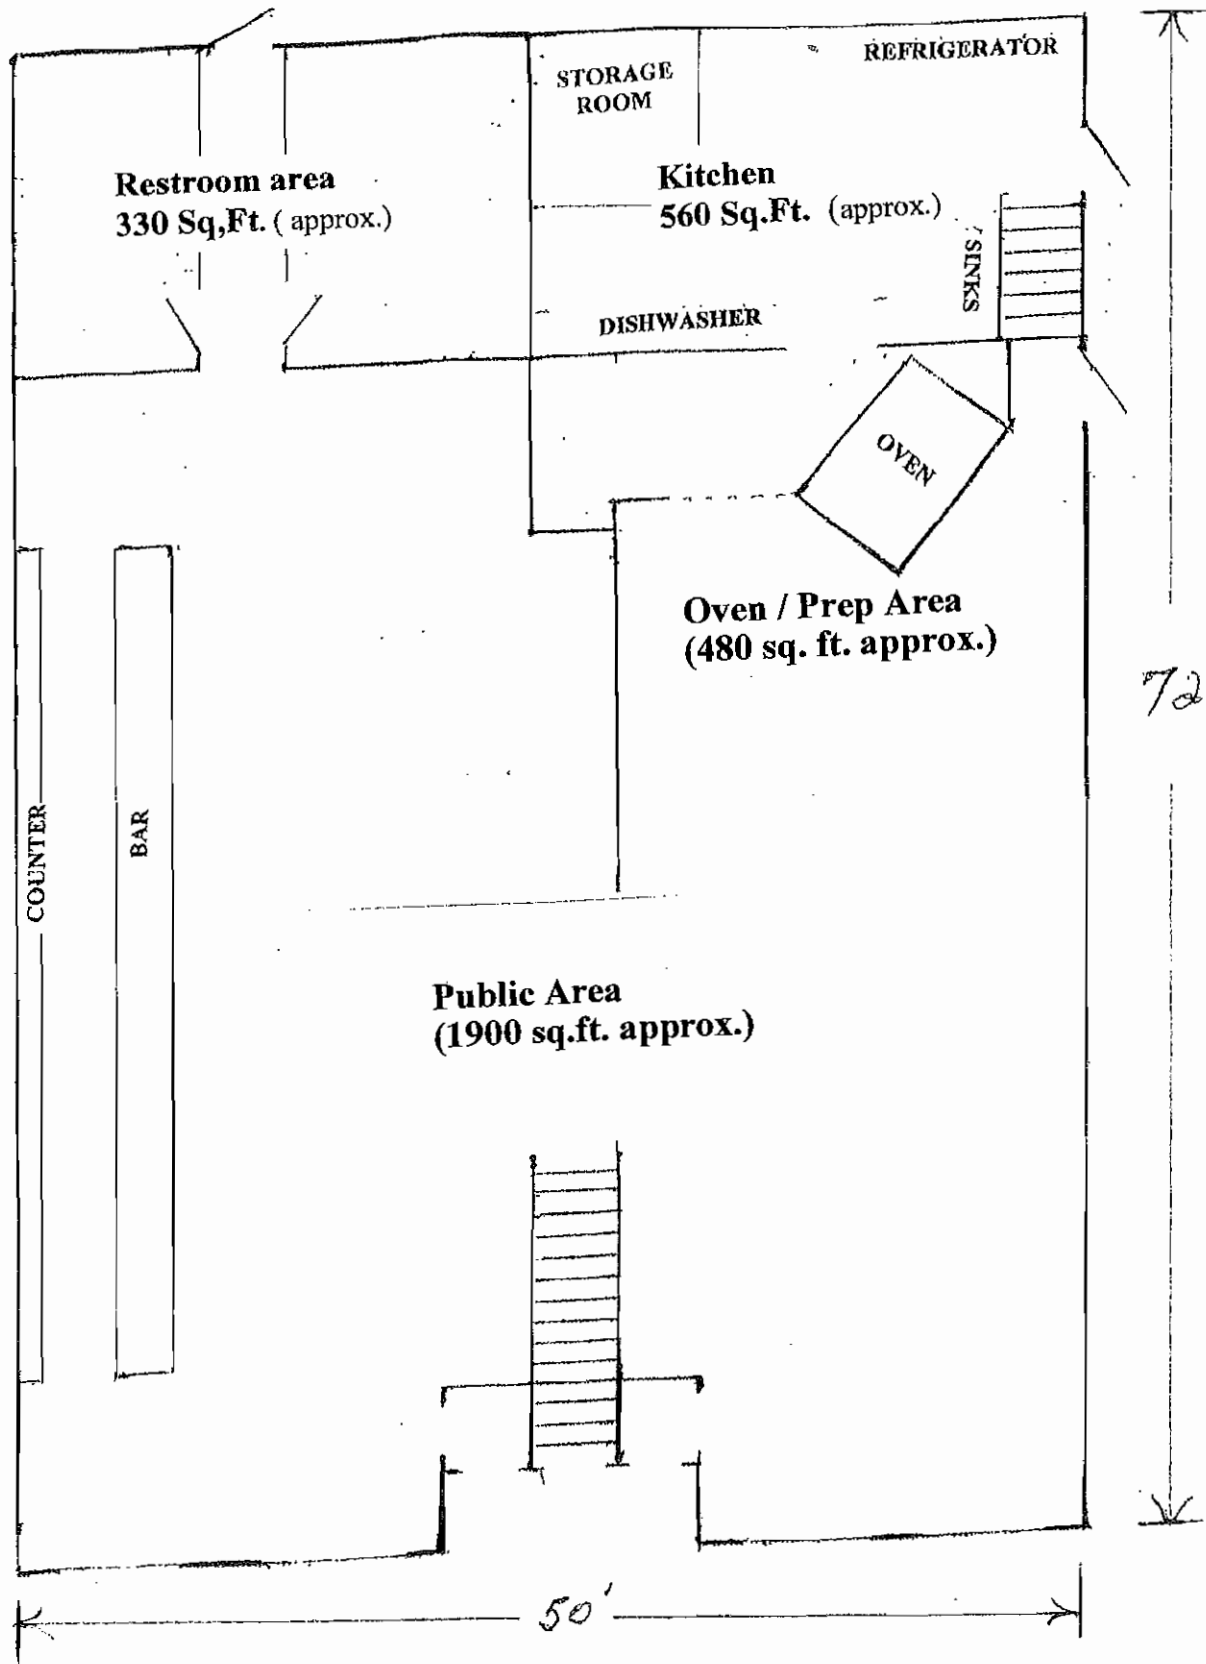 STORAGE
ROOM
REFRIGERATOR
Restroom area
330 Sq,Ft. ( approx.)
Kitchen
560 Sq.Ft. (approx.)
SINKS
DISHWASHER
OVEN
Oven / Prep Area
(480 sq. ft. approx.)
72
COUNTER
BAR
Public Area
(1900 sq.ft. approx.)
50'